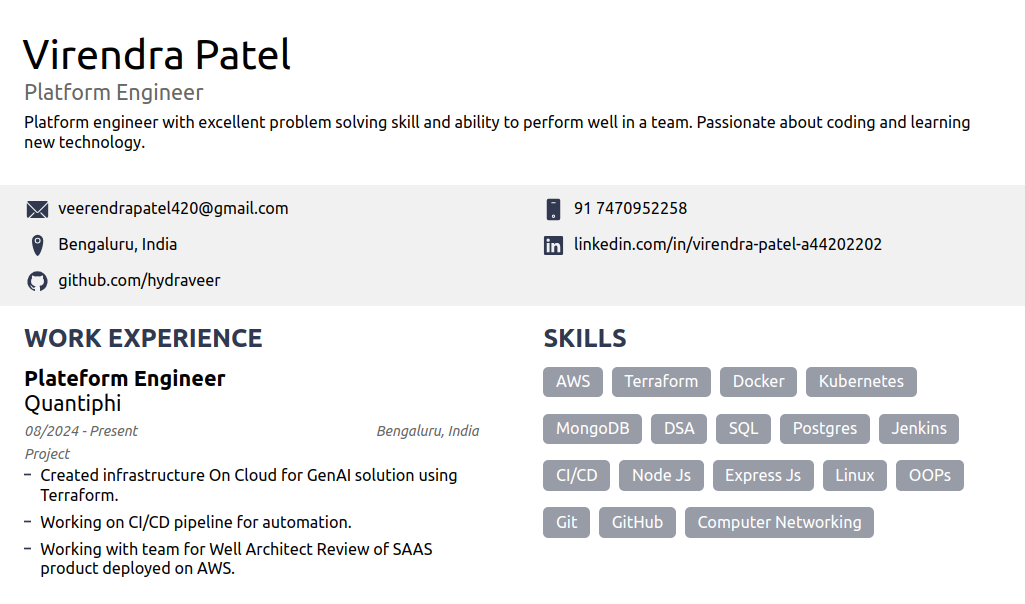 Virendra Patel
Platform Engineer
Platform engineer with excellent problem solving skill and ability to perform well in a team. Passionate about coding and learning
new technology.
veerendrapatel420@gmail.com
91 7470952258
Bengaluru, India
linkedin.com/in/virendra-patel-a44202202
github.com/hydraveer
WORK EXPERIENCE
Plateform Engineer
Quantiphi
08/2024 - Present
Bengaluru, India
Project
– Created infrastructure On Cloud for GenAI solution using
Terraform.
– Working on CI/CD pipeline for automation.
– Working with team for Well Architect Review of SAAS
product deployed on AWS.
SKILLS
AWS Terraform Docker Kubernetes
MongoDB DSA SQL Postgres Jenkins
CI/CD Node Js Express Js Linux OOPs
Git GitHub Computer Networking